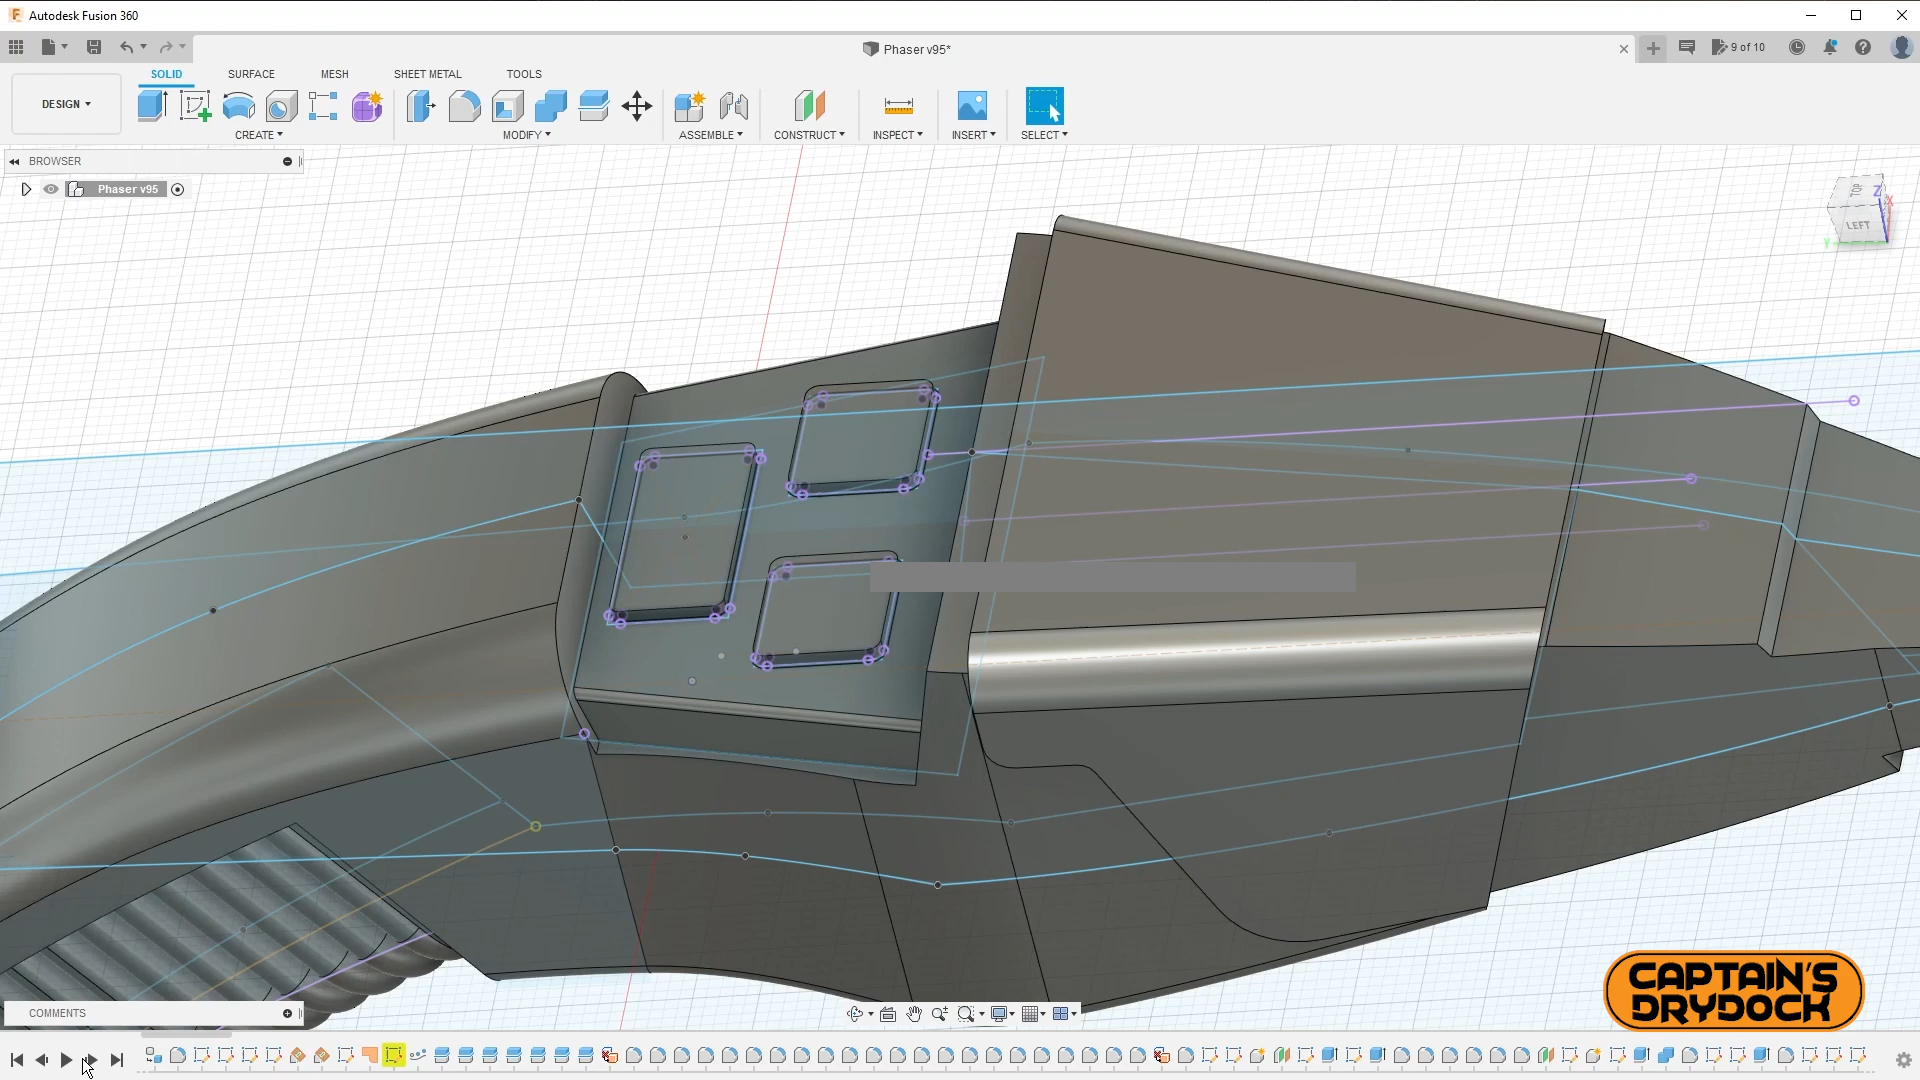 Autodesk Fusion 360
Phaser v95*
9 of 10
SOLID SURFACE MESH SHEET METAL TOOLS
DESIGN
CREATE MODIFY ASSEMBLE CONSTRUCT INSPECT INSERT SELECT
BROWSER
Phaser v95
Z
X
LEFT
Y
COMMENTS
CAPTAIN'S
DRYDOCK